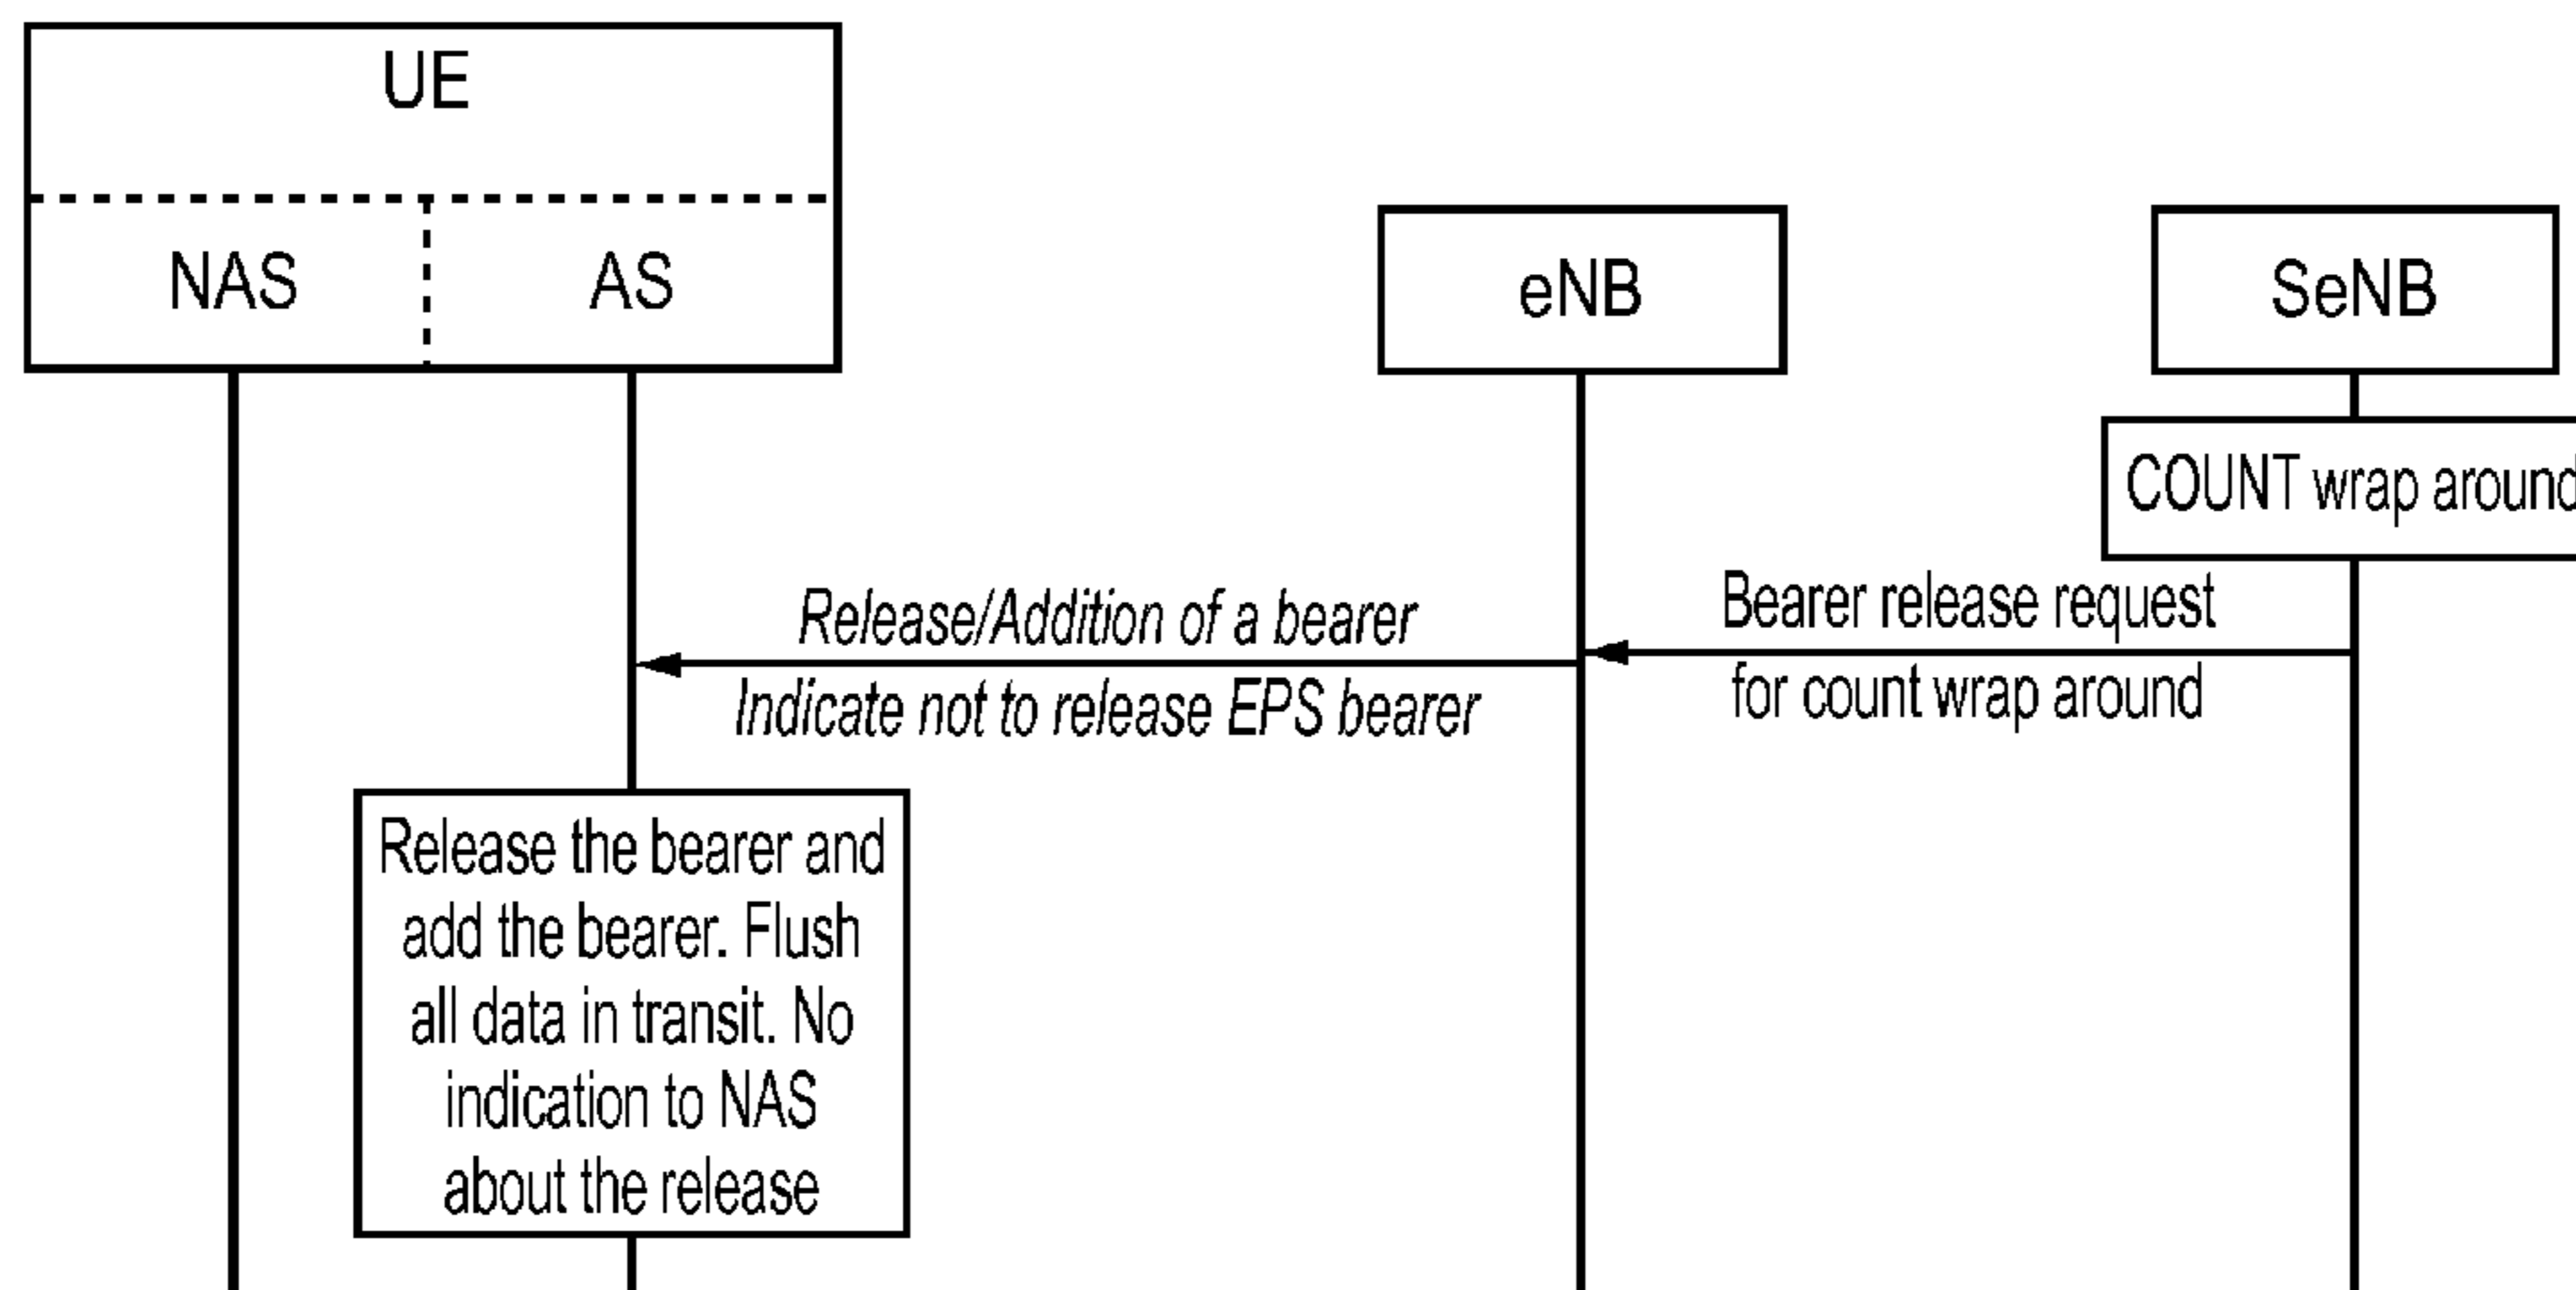 UE
NAS
AS
eNB
SeNB
COUNT wrap around
Bearer release request
for count wrap around
Release/Addition of a bearer
Indicate not to release EPS bearer
Release the bearer and
add the bearer. Flush
all data in transit. No
indication to NAS
about the release